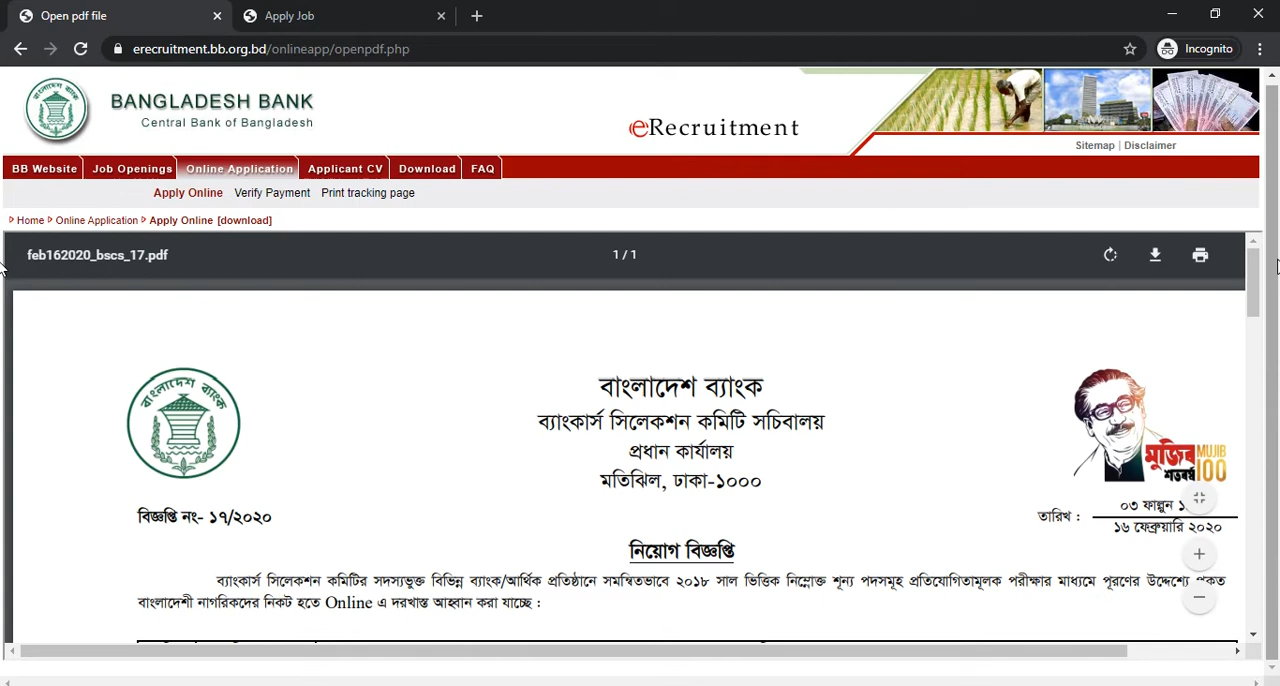 Open pdf file
Apply Job
erecruitment.bb.org.bd/onlineapp/openpdf.php
Incognito
BANGLADESH BANK
Central Bank of Bangladesh
eRecruitment
Sitemap | Disclaimer
BB Website Job Openings Online Application Applicant CV Download FAQ
Apply Online Verify Payment Print tracking page
Home Online Application Apply Online [download]
feb162020_bscs_17.pdf
1 / 1
বাংলাদেশ ব্যাংক
বাংলাদেশ ব্যাংক
ব্যাংকার্স সিলেকশন কমিটি সচিবালয়
প্রধান কার্যালয়
মতিঝিল, ঢাকা-১০০০
মুজিব MUJIB
শতবর্ষ 100
বিজ্ঞপ্তি নং- ১৭/২০২০
তারিখ : ০৩ ফাল্গুন
১৬ ফেব্রুয়ারি ২০২০
নিয়োগ বিজ্ঞপ্তি
ব্যাংকার্স সিলেকশন কমিটির সদস্যভুক্ত বিভিন্ন ব্যাংক/আর্থিক প্রতিষ্ঠানে সমন্বিতভাবে ২০১৮ সাল ভিত্তিক নিম্নোক্ত শূন্য পদসমূহ প্রতিযোগিতামূলক পরীক্ষার মাধ্যমে পূরণের উদ্দেশ্যে
বাংলাদেশী নাগরিকদের নিকট হতে Online এ দরখাস্ত আহবান করা যাচ্ছে :